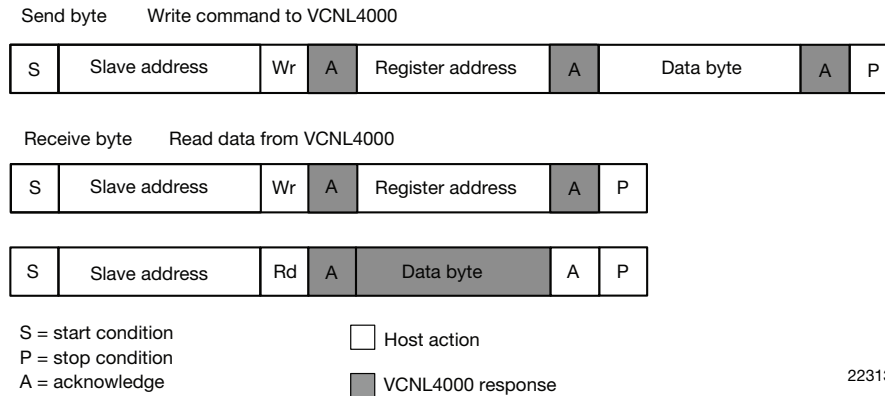 Send byte Write command to VCNL4000
S Slave address Wr A Register address A Data byte A P
Receive byte Read data from VCNL4000
S Slave address Wr A Register address A P
S Slave address Rd A Data byte A P
S = start condition
P = stop condition
A = acknowledge
Host action
VCNL4000 response